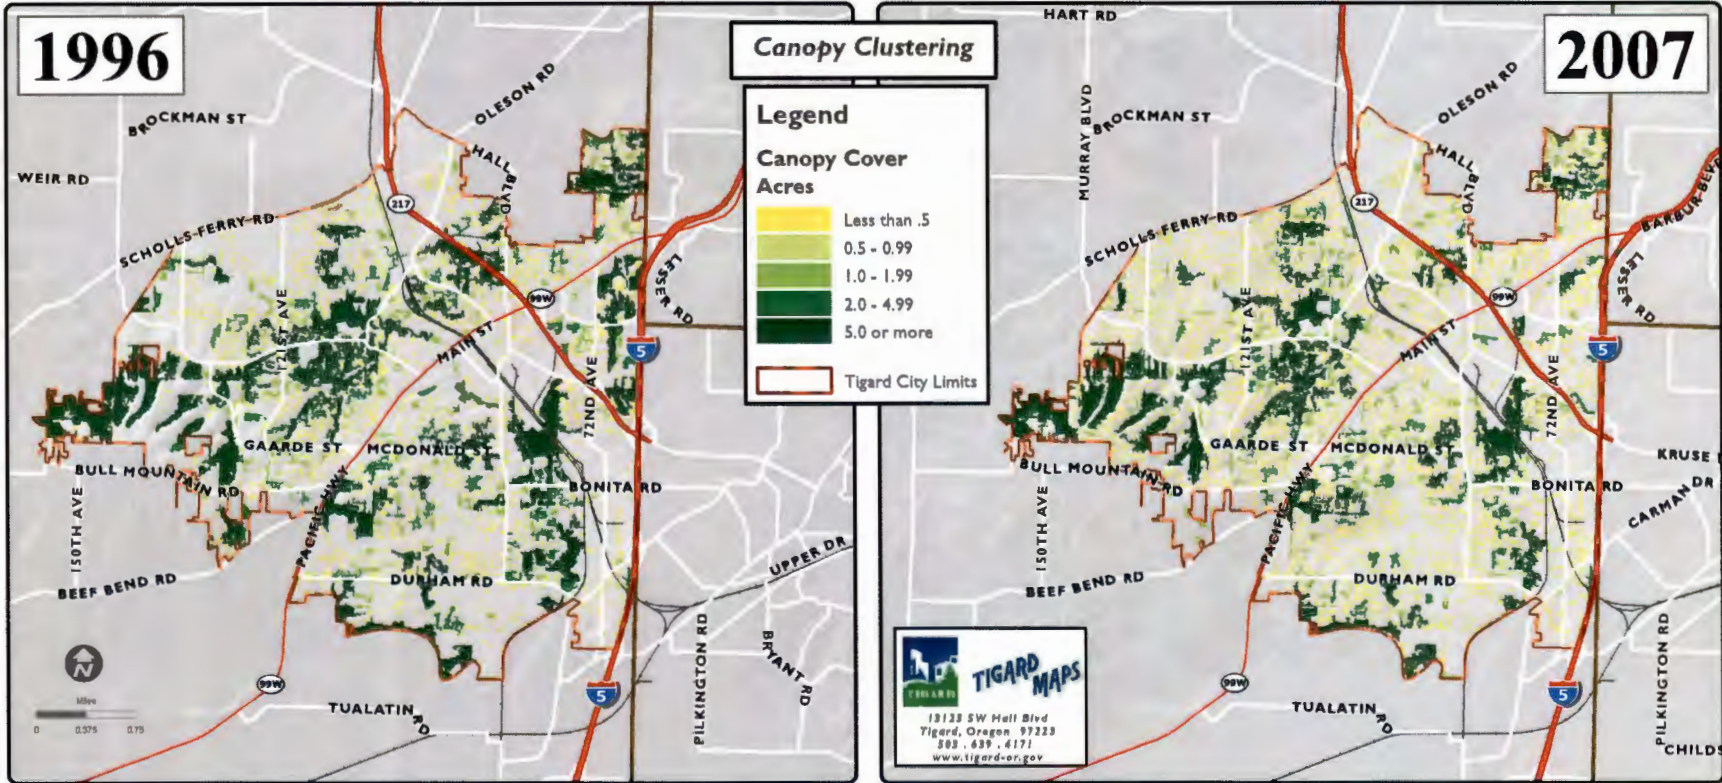 1996
BROCKMAN ST
OLESON RD
WEIR RD
HALL BLVD
217
SCHOLLS FERRY RD
LESSER RD
99W
121ST AVE
MAIN ST
5
72ND AVE
GAARDE ST
MCDONALD ST
BULL MOUNTAIN RD
BONITA RD
150TH AVE
PACIFIC HWY
UPPER DR
BEEF BEND RD
DURHAM RD
N
PILKINGTON RD
BRYANT RD
99W
5
Miles
0 0.375 0.75
TUALATIN RD
Canopy Clustering
Legend
Canopy Cover
Acres
Less than .5
0.5 - 0.99
1.0 - 1.99
2.0 - 4.99
5.0 or more
Tigard City Limits
2007
HART RD
MURRAY BLVD
BROCKMAN ST
OLESON RD
HALL BLVD
217
SCHOLLS FERRY RD
BARBUR BLVD
LESSER RD
99W
121ST AVE
MAIN ST
5
72ND AVE
GAARDE ST
MCDONALD ST
KRUSE
BULL MOUNTAIN RD
BONITA RD
CARMAN DR
150TH AVE
PACIFIC HWY
BEEF BEND RD
DURHAM RD
PILKINGTON RD
99W
5
TUALATIN RD
CHILDS
TIGARD
TIGARD
MAPS
13125 SW Hall Blvd
Tigard, Oregon 97223
503 . 639 . 4171
www.tigard-or.gov